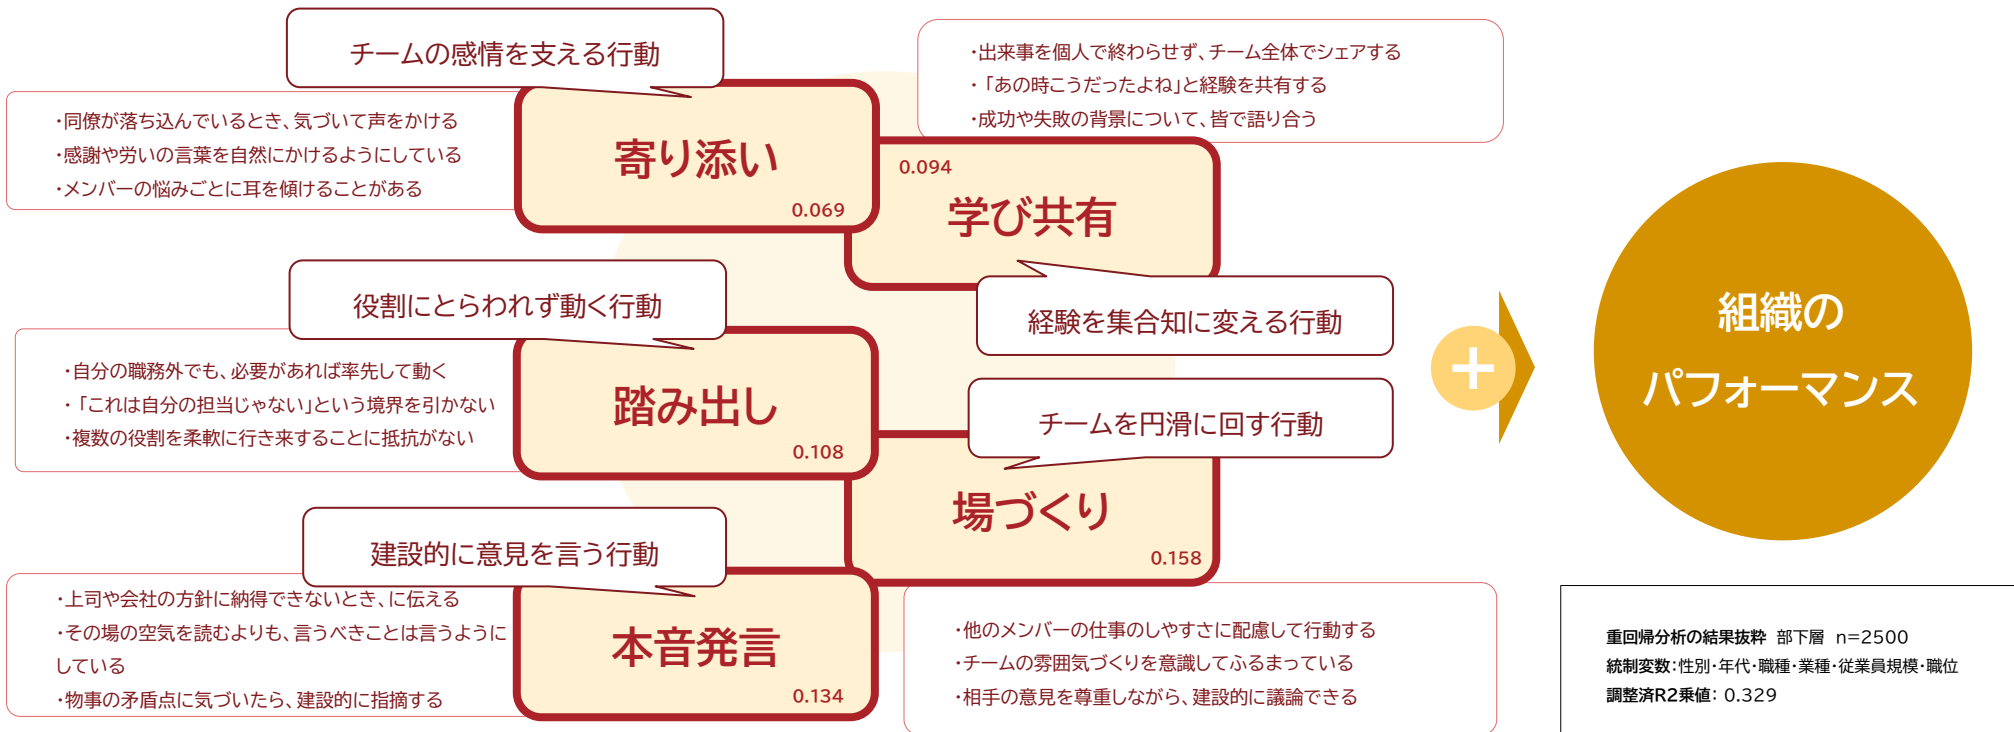 チームの感情を支える行動
・同僚が落ち込んでいるとき、気づいて声をかける
・感謝や労いの言葉を自然にかけるようにしている
・メンバーの悩みごとに耳を傾けることがある
寄り添い
0.069
・出来事を個人で終わらせず、チーム全体でシェアする
・「あの時こうだったよね」と経験を共有する
・成功や失敗の背景について、皆で語り合う
0.094
学び共有
経験を集合知に変える行動
役割にとらわれず動く行動
・自分の職務外でも、必要があれば率先して動く
・「これは自分の担当じゃない」という境界を引かない
・複数の役割を柔軟に行き来することに抵抗がない
踏み出し
0.108
チームを円滑に回す行動
場づくり
0.158
・他のメンバーの仕事のしやすさに配慮して行動する
・チームの雰囲気づくりを意識してふるまっている
・相手の意見を尊重しながら、建設的に議論できる
建設的に意見を言う行動
・上司や会社の方針に納得できないとき、に伝える
・その場の空気を読むよりも、言うべきことは言うように
している
・物事の矛盾点に気づいたら、建設的に指摘する
本音発言
0.134
+
組織の
パフォーマンス
重回帰分析の結果抜粋 部下層 n=2500
統制変数：性別・年代・職種・業種・従業員規模・職位
調整済R2乗値： 0.329